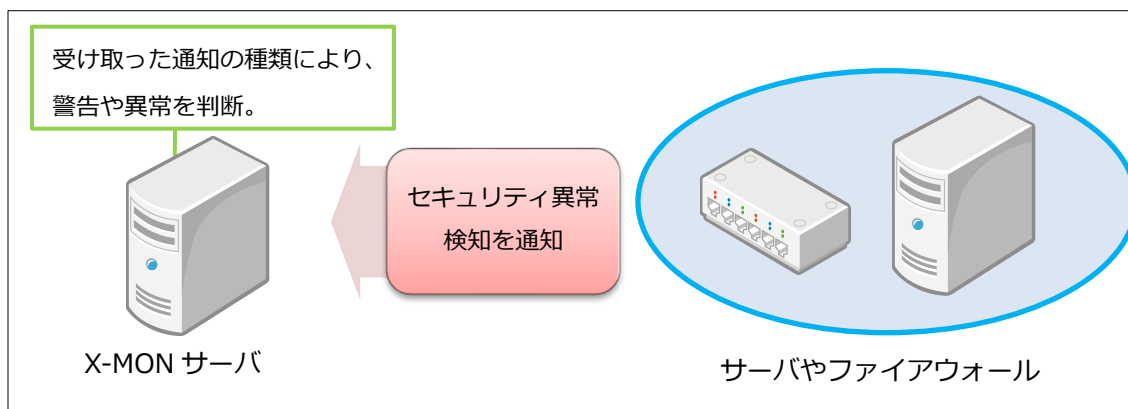 受け取った通知の種類により、
警告や異常を判断。
セキュリティ異常
検知を通知
X-MON サーバ
サーバやファイアウォール